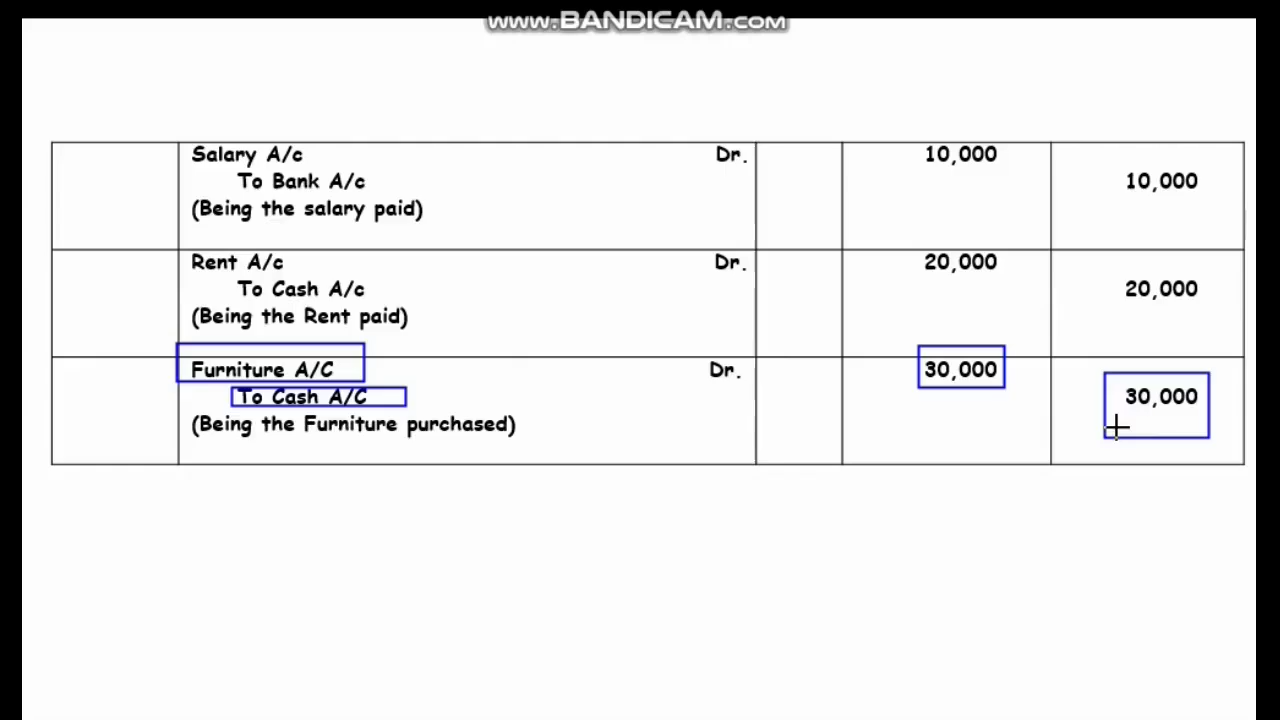 www.BANDICAM.com
Salary A/c Dr. 10,000
To Bank A/c 10,000
(Being the salary paid)
Rent A/c Dr. 20,000
To Cash A/c 20,000
(Being the Rent paid)
Furniture A/C Dr. 30,000
To Cash A/C 30,000
(Being the Furniture purchased)